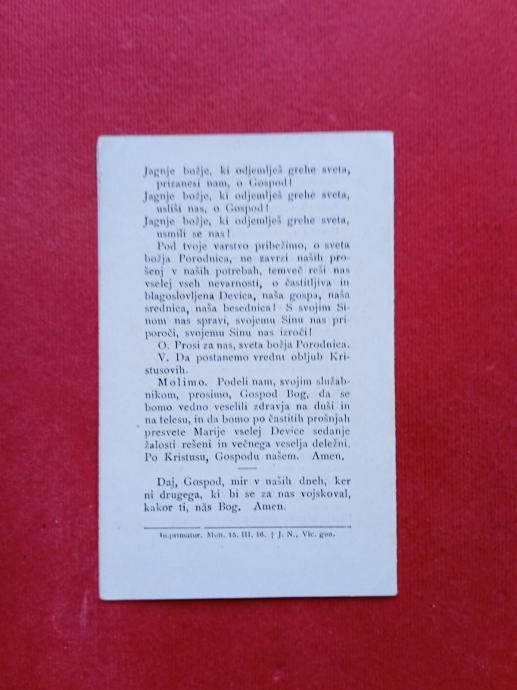 Jagnje božje, ki odjemlješ grehe sveta,
prizanesi nam, o Gospod!
Jagnje božje, ki odjemlješ grehe sveta,
usliši nas, o Gospod!
Jagnje božje, ki odjemlješ grehe sveta,
usmili se nas!
Pod tvoje varstvo pribežimo, o sveta
božja Porodnica, ne zavrzi naših pro-
šenj v naših potrebah, temveč reši nas
vselej vseh nevarnosti, o častitljiva in
blagoslovljena Devica, naša gospa, naša
srednica, naša besednica! S svojim Si-
nom nas spravi, svojemu Sinu nas pri-
poroči, svojemu Sinu nas izroči!
O. Prosi za nas, sveta božja Porodnica.
V. Da postanemo vredni obljub Kri-
stusovih.
Molimo. Podeli nam, svojim služab-
nikom, prosimo, Gospod Bog, da se
bomo vedno veselili zdravja na duši in
na telesu, in da bomo po častitih prošnjah
presvete Marije vselej Device sedanje
žalosti rešeni in večnega veselja deležni.
Po Kristusu, Gospodu našem. Amen.
Daj, Gospod, mir v naših dneh, ker
ni drugega, ki bi se za nas vojskoval,
kakor ti, nas Bog. Amen.
Imprimatur. Mon. 15. III. 16. † J. N., Vic. gen.